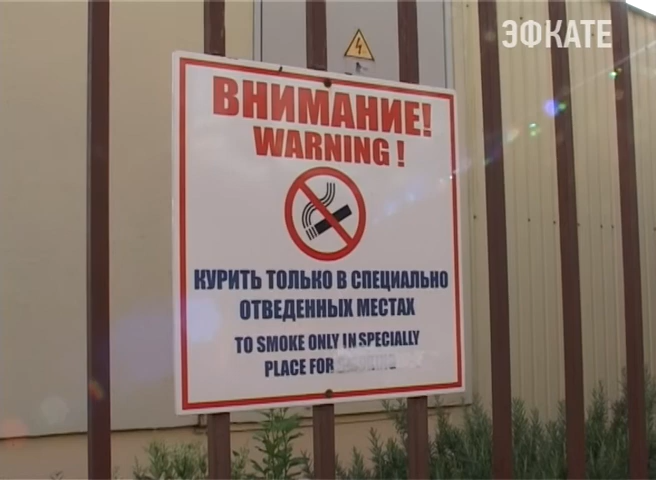 ЭФКАТЕ
ВНИМАНИЕ!
WARNING !
КУРИТЬ ТОЛЬКО В СПЕЦИАЛЬНО
ОТВЕДЕННЫХ МЕСТАХ
TO SMOKE ONLY IN SPECIALLY
PLACE FOR